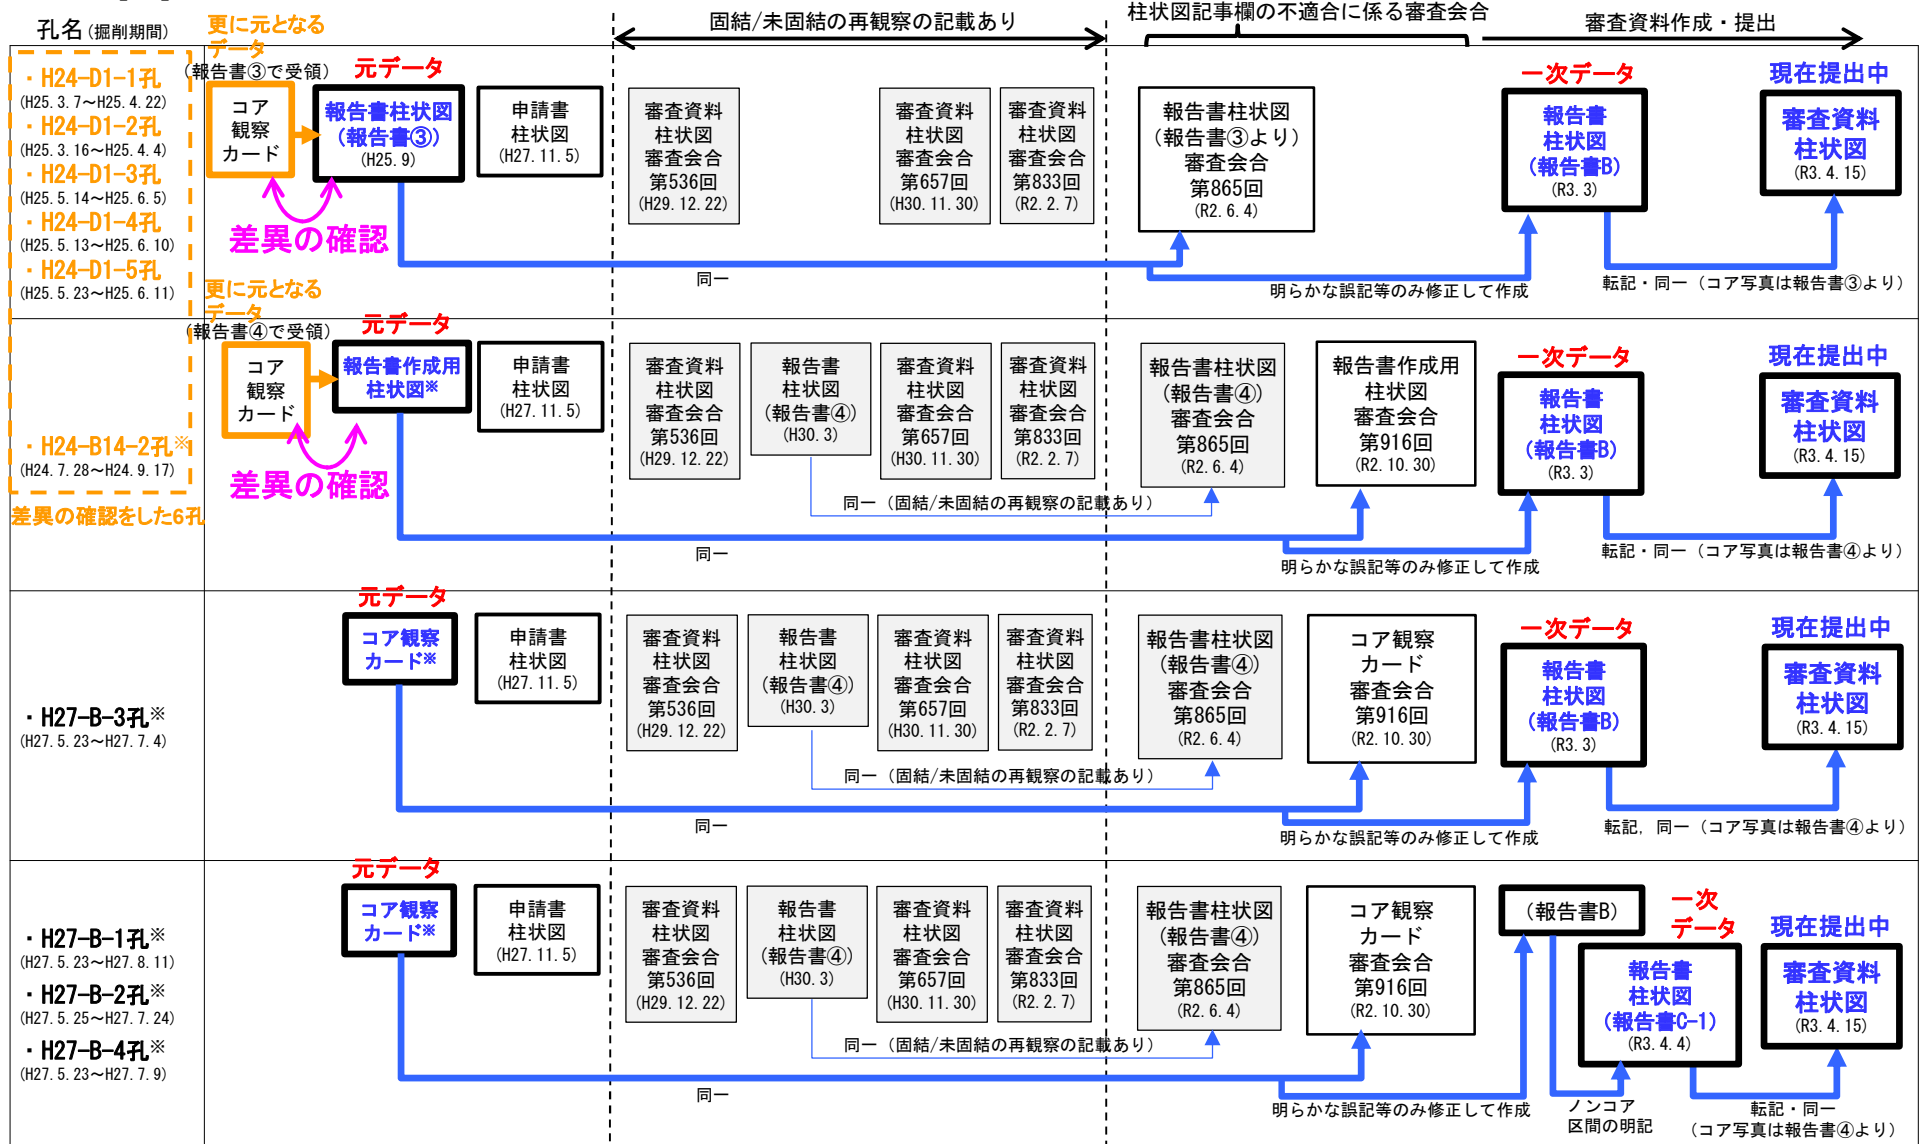 孔名(掘削期間)
固結/未固結の再観察の記載あり
柱状図記事欄の不適合に係る審査会合
審査資料作成・提出
・H24-D1-1孔
(H25.3.7～H25.4.22)
・H24-D1-2孔
(H25.3.16～H25.4.4)
・H24-D1-3孔
(H25.5.14～H25.6.5)
・H24-D1-4孔
(H25.5.13～H25.6.10)
・H24-D1-5孔
(H25.5.23～H25.6.11)
更に元となる
データ
(報告書③で受領)
コア
観察
カード
元データ
報告書柱状図
(報告書③)
(H25.9)
差異の確認
申請書
柱状図
(H27.11.5)
審査資料
柱状図
審査会合
第536回
(H29.12.22)
審査資料
柱状図
審査会合
第657回
(H30.11.30)
審査資料
柱状図
審査会合
第833回
(R2.2.7)
報告書柱状図
(報告書③より)
審査会合
第865回
(R2.6.4)
一次データ
報告書
柱状図
(報告書B)
(R3.3)
現在提出中
審査資料
柱状図
(R3.4.15)
同一
明らかな誤記等のみ修正して作成
転記・同一（コア写真は報告書③より）
・H24-B14-2孔※
(H24.7.28～H24.9.17)
差異の確認をした6孔
更に元となる
データ
(報告書④で受領)
コア
観察
カード
元データ
報告書作成用
柱状図※
差異の確認
申請書
柱状図
(H27.11.5)
審査資料
柱状図
審査会合
第536回
(H29.12.22)
報告書
柱状図
(報告書④)
(H30.3)
審査資料
柱状図
審査会合
第657回
(H30.11.30)
審査資料
柱状図
審査会合
第833回
(R2.2.7)
報告書柱状図
(報告書④)
審査会合
第865回
(R2.6.4)
報告書作成用
柱状図
審査会合
第916回
(R2.10.30)
一次データ
報告書
柱状図
(報告書B)
(R3.3)
現在提出中
審査資料
柱状図
(R3.4.15)
同一（固結/未固結の再観察の記載あり）
同一
明らかな誤記等のみ修正して作成
転記・同一（コア写真は報告書④より）
・H27-B-3孔※
(H27.5.23～H27.7.4)
元データ
コア観察
カード※
申請書
柱状図
(H27.11.5)
審査資料
柱状図
審査会合
第536回
(H29.12.22)
報告書
柱状図
(報告書④)
(H30.3)
審査資料
柱状図
審査会合
第657回
(H30.11.30)
審査資料
柱状図
審査会合
第833回
(R2.2.7)
報告書柱状図
(報告書④)
審査会合
第865回
(R2.6.4)
コア観察
カード
審査会合
第916回
(R2.10.30)
一次データ
報告書
柱状図
(報告書B)
(R3.3)
現在提出中
審査資料
柱状図
(R3.4.15)
同一（固結/未固結の再観察の記載あり）
同一
明らかな誤記等のみ修正して作成
転記，同一（コア写真は報告書④より）
・H27-B-1孔※
(H27.5.23～H27.8.11)
・H27-B-2孔※
(H27.5.25～H27.7.24)
・H27-B-4孔※
(H27.5.23～H27.7.9)
元データ
コア観察
カード※
申請書
柱状図
(H27.11.5)
審査資料
柱状図
審査会合
第536回
(H29.12.22)
報告書
柱状図
(報告書④)
(H30.3)
審査資料
柱状図
審査会合
第657回
(H30.11.30)
審査資料
柱状図
審査会合
第833回
(R2.2.7)
報告書柱状図
(報告書④)
審査会合
第865回
(R2.6.4)
コア観察
カード
審査会合
第916回
(R2.10.30)
(報告書B)
一次
データ
報告書
柱状図
(報告書C-1)
(R3.4.4)
現在提出中
審査資料
柱状図
(R3.4.15)
同一（固結/未固結の再観察の記載あり）
同一
明らかな誤記等のみ修正して作成
ノンコア
区間の明記
転記・同一
（コア写真は報告書④より）